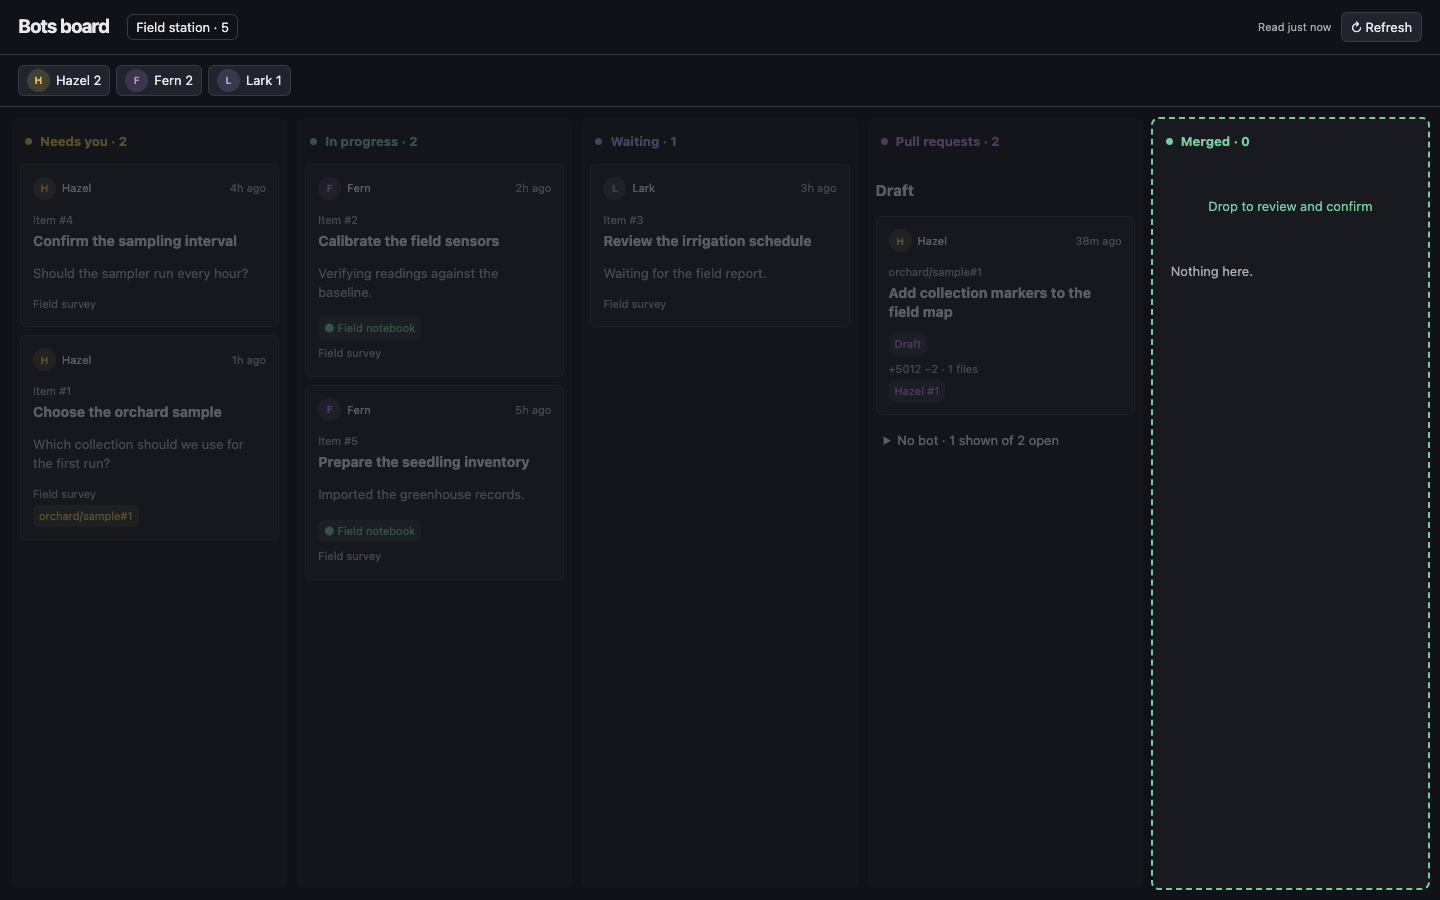 Bots board
Field station · 5
Read just now
↻ Refresh
H Hazel 2
F Fern 2
L Lark 1
Needs you · 2
H Hazel 4h ago
Item #4
Confirm the sampling interval
Should the sampler run every hour?
Field survey
H Hazel 1h ago
Item #1
Choose the orchard sample
Which collection should we use for
the first run?
Field survey
orchard/sample#1
In progress · 2
F Fern 2h ago
Item #2
Calibrate the field sensors
Verifying readings against the
baseline.
Field notebook
Field survey
F Fern 5h ago
Item #5
Prepare the seedling inventory
Imported the greenhouse records.
Field notebook
Field survey
Waiting · 1
L Lark 3h ago
Item #3
Review the irrigation schedule
Waiting for the field report.
Field survey
Pull requests · 2
Draft
H Hazel 38m ago
orchard/sample#1
Add collection markers to the
field map
Draft
+5012 −2 · 1 files
Hazel #1
▶ No bot · 1 shown of 2 open
Merged · 0
Drop to review and confirm
Nothing here.